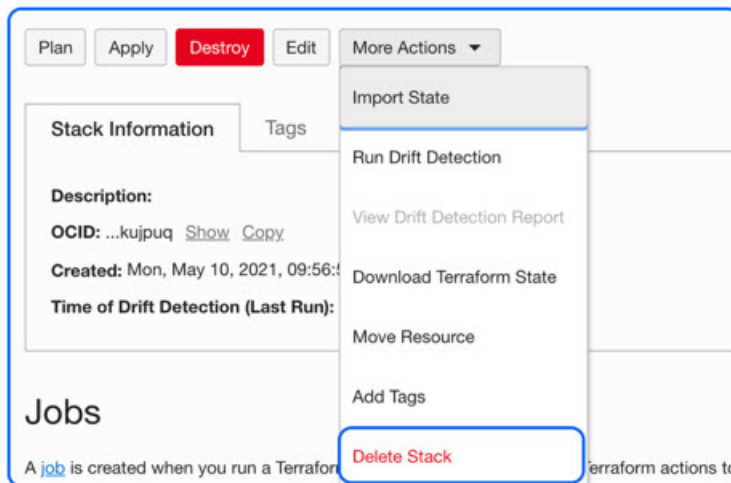 Plan Apply Destroy Edit More Actions
Import State
Stack Information Tags
Run Drift Detection
Description:
View Drift Detection Report
OCID: ...kujpuq Show Copy
Created: Mon, May 10, 2021, 09:56:
Download Terraform State
Time of Drift Detection (Last Run):
Move Resource
Add Tags
Jobs
Delete Stack
A job is created when you run a Terrafor erraform actions to